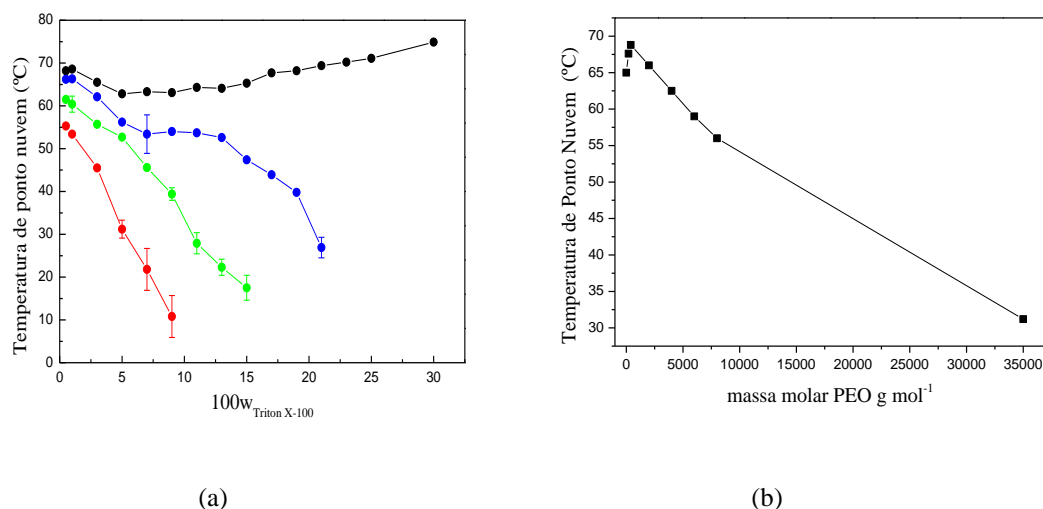 Temperatura de ponto nuvem (ºC)
80
70
60
50
40
30
20
10
0
0 5 10 15 20 25 30
100w Triton X-100
(a)
Temperatura de Ponto Nuvem (ºC)
70
65
60
55
50
45
40
35
30
0 5000 10000 15000 20000 25000 30000 35000
massa molar PEO g mol-1
(b)